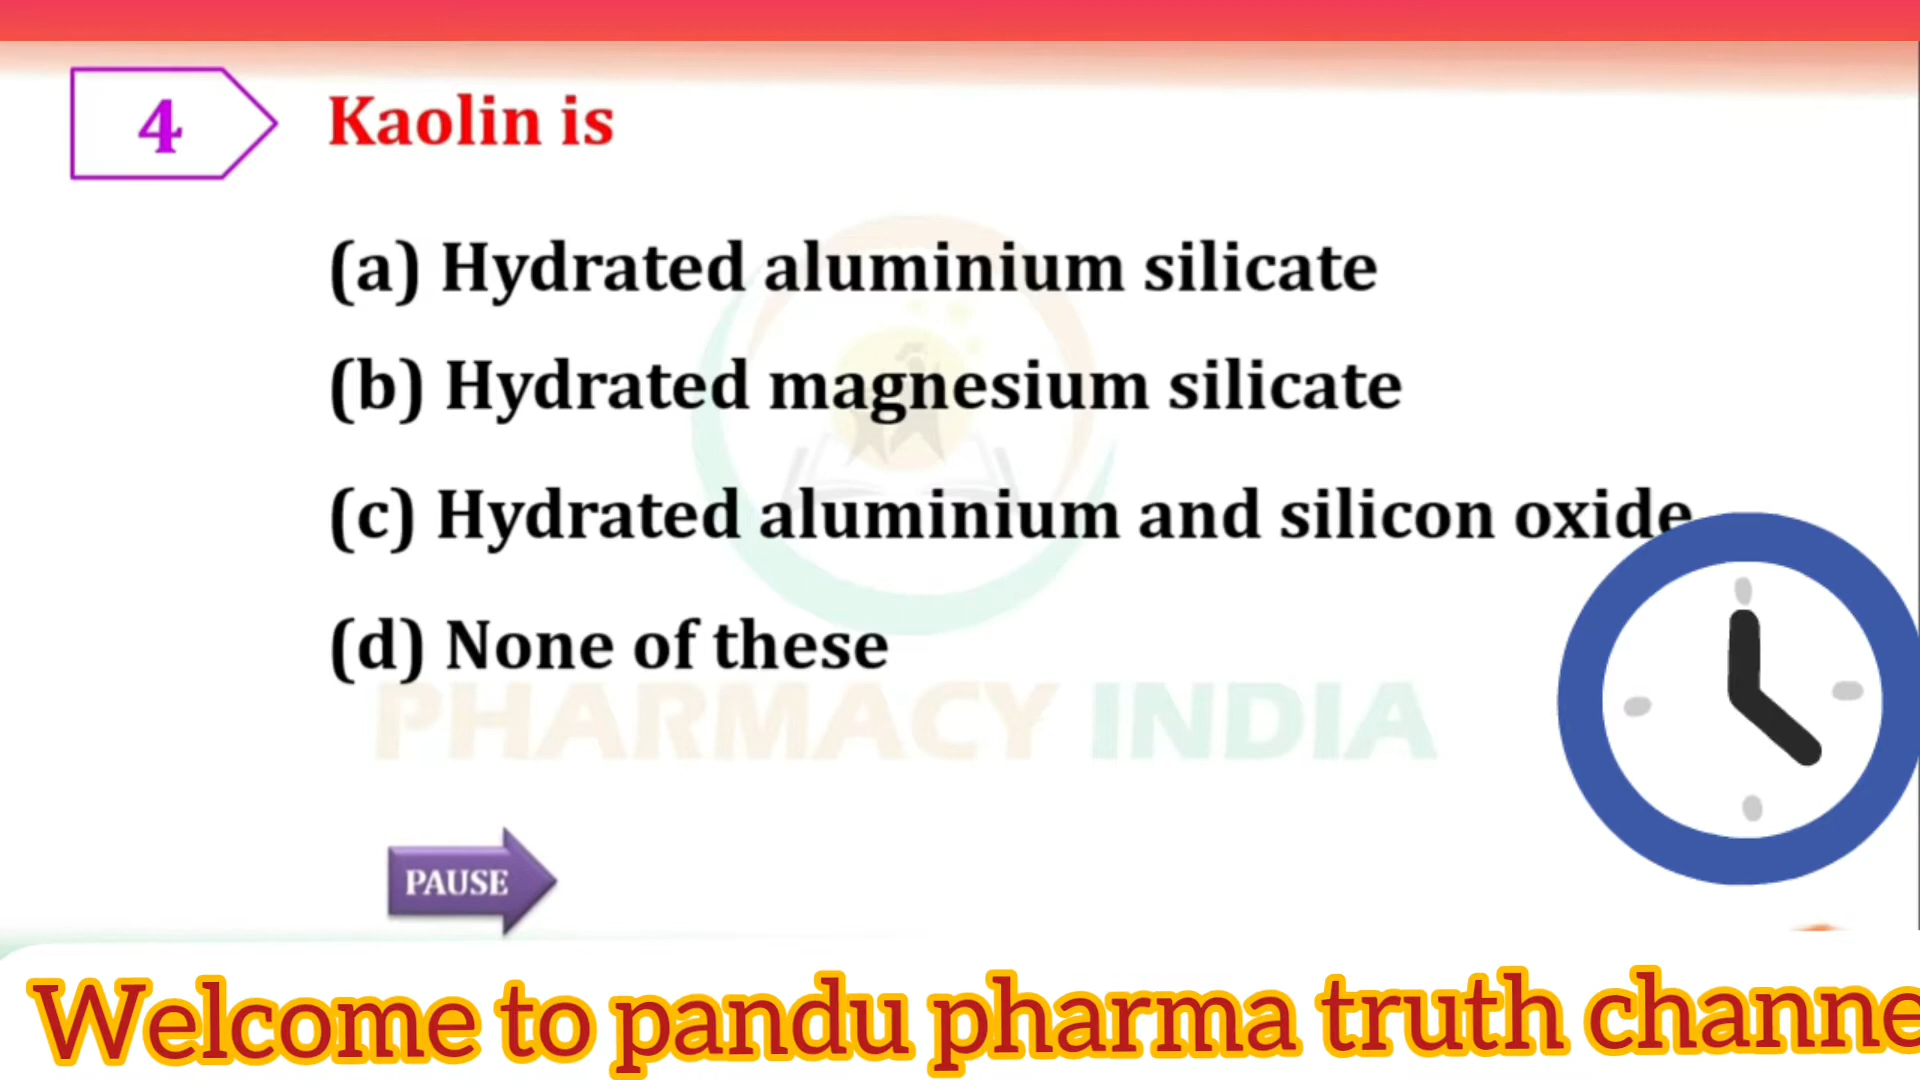 4
Kaolin is
(a) Hydrated aluminium silicate
(b) Hydrated magnesium silicate
(c) Hydrated aluminium and silicon oxide
(d) None of these
PHARMACY INDIA
PAUSE
Welcome to pandu pharma truth channe